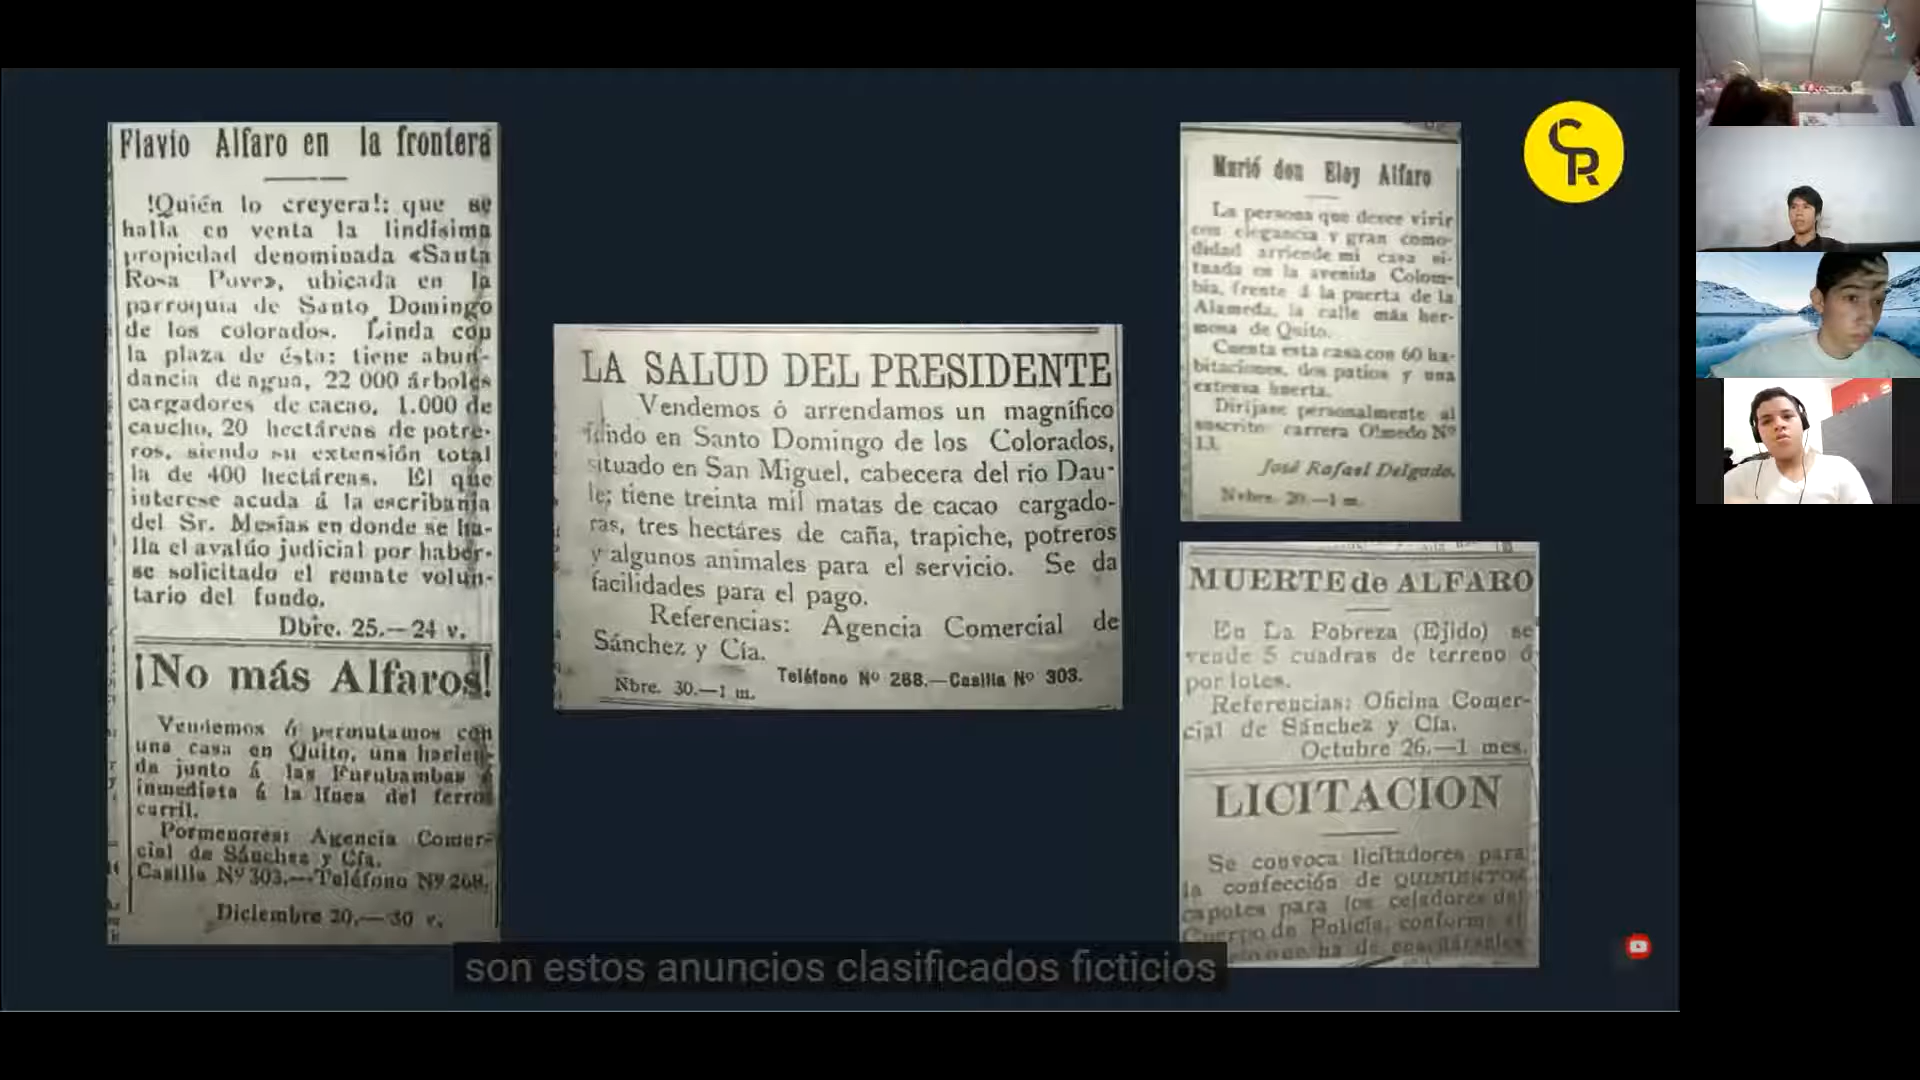 Flavio Alfaro en la frontera
!Quién lo creyera!: que se
halla en venta la lindísima
propiedad denominada «Santa
Rosa Pove», ubicada en la
parroquia de Santo Domingo
de los colorados. Linda con
la plaza de ésta: tiene abun-
dancia de agua, 22 000 árboles
cargadores de cacao, 1.000 de
caucho, 20 hectáreas de potre-
ros, siendo su extensión total
la de 400 hectáreas. El que
interese acuda á la escribanía
del Sr. Mesías en donde se ha-
lla el avalúo judicial por haber-
se solicitado el remate volun-
tario del fundo.
Dbre. 25.—24 v.
¡No más Alfaros!
Vendemos ó permutamos con
una casa en Quito, una hacien-
da junto á las Furubambas é
inmediata á la línea del ferro
carril.
Pormenores: Agencia Comer-
cial de Sánchez y Cía.
Casilla Nº 303.—Teléfono Nº 268.
Diciembre 20.—30 v.
LA SALUD DEL PRESIDENTE
Vendemos ó arrendamos un magnífico
fundo en Santo Domingo de los Colorados,
situado en San Miguel, cabecera del río Dau-
le; tiene treinta mil matas de cacao cargado-
ras, tres hectáres de caña, trapiche, potreros
y algunos animales para el servicio. Se da
facilidades para el pago.
Referencias: Agencia Comercial de
Sánchez y Cía.
Teléfono Nº 268.—Casilla Nº 303.
Nbre. 30.—1 m.
Murió don Eloy Alfaro
La persona que desee vivir
con elegancia y gran como-
didad arriende mi casa si-
tuada en la avenida Colom-
bia, frente á la puerta de la
Alameda, la calle más her-
mosa de Quito.
Cuenta esta casa con 60 ha-
bitaciones, dos patios y una
extensa huerta.
Diríjase personalmente al
suscrito carrera Olmedo Nº
13.
José Rafael Delgado.
Nvbre. 20.—1 m.
MUERTE de ALFARO
En La Pobreza (Ejido) se
vende 5 cuadras de terreno ó
por lotes.
Referencias: Oficina Comer-
cial de Sánchez y Cía.
Octubre 26.—1 mes.
LICITACION
Se convoca licitadores para
la confección de QUINIENTOS
capotes para los celadores del
Cuerpo de Policía, conforme al
CR
son estos anuncios clasificados ficticios